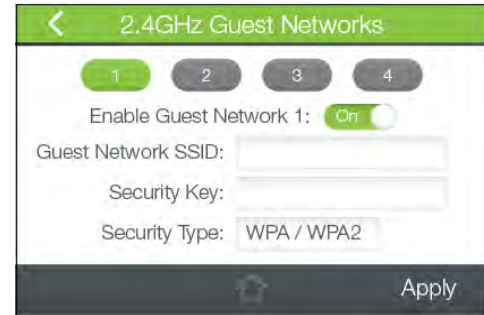 2.4GHz Guest Networks
1 2 3 4
Enable Guest Network 1: On
Guest Network SSID:
Security Key:
Security Type: WPA / WPA2
Apply